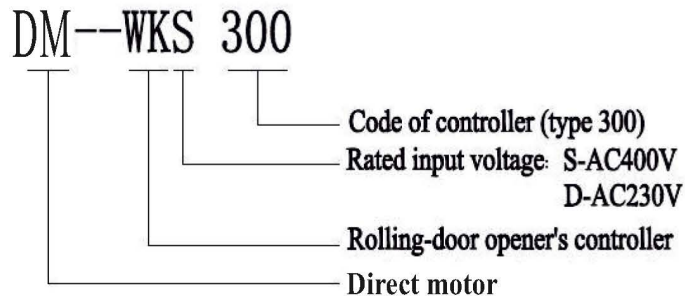 DM--WKS 300
Code of controller (type 300)
Rated input voltage: S-AC400V
D-AC230V
Rolling-door opener's controller
Direct motor